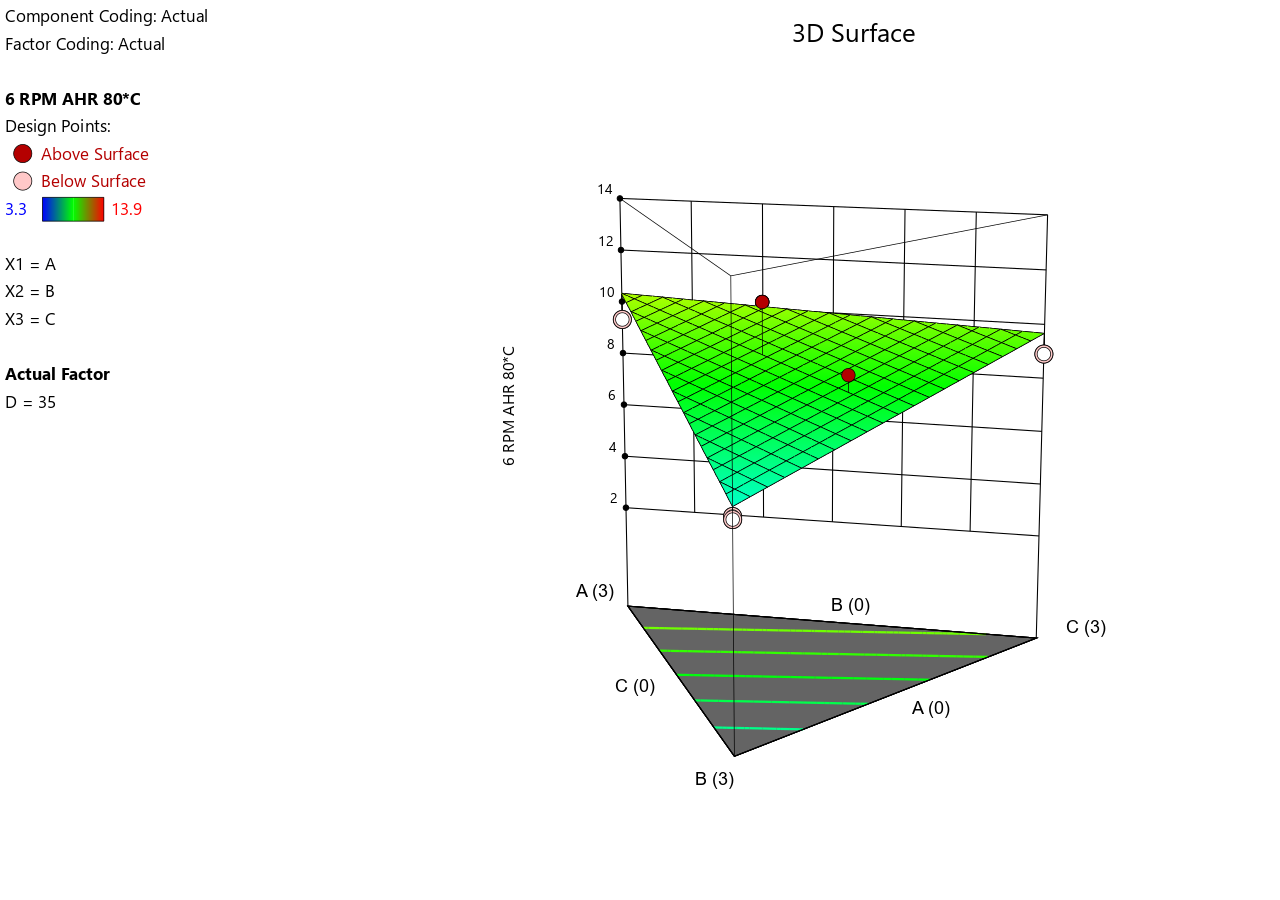 Component Coding: Actual
Factor Coding: Actual
6 RPM AHR 80*C
Design Points:
Above Surface
Below Surface
3.3 13.9
X1 = A
X2 = B
X3 = C
Actual Factor
D = 35
3D Surface
14
12
10
8
6
4
2
6 RPM AHR 80*C
A (3)
B (0)
C (3)
C (0)
A (0)
B (3)